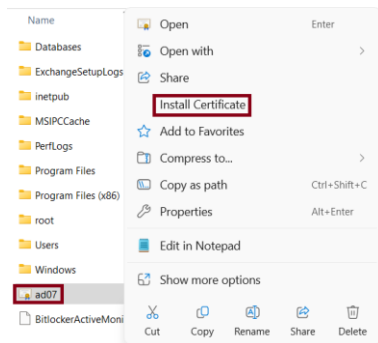 Name
Databases
ExchangeSetupLogs
inetpub
MSIPCCache
PerfLogs
Program Files
Program Files (x86)
root
Users
Windows
ad07
BitlockerActiveMoni
Open Enter
Open with
Share
Install Certificate
Add to Favorites
Compress to...
Copy as path Ctrl+Shift+C
Properties Alt+Enter
Edit in Notepad
Show more options
Cut Copy Rename Share Delete